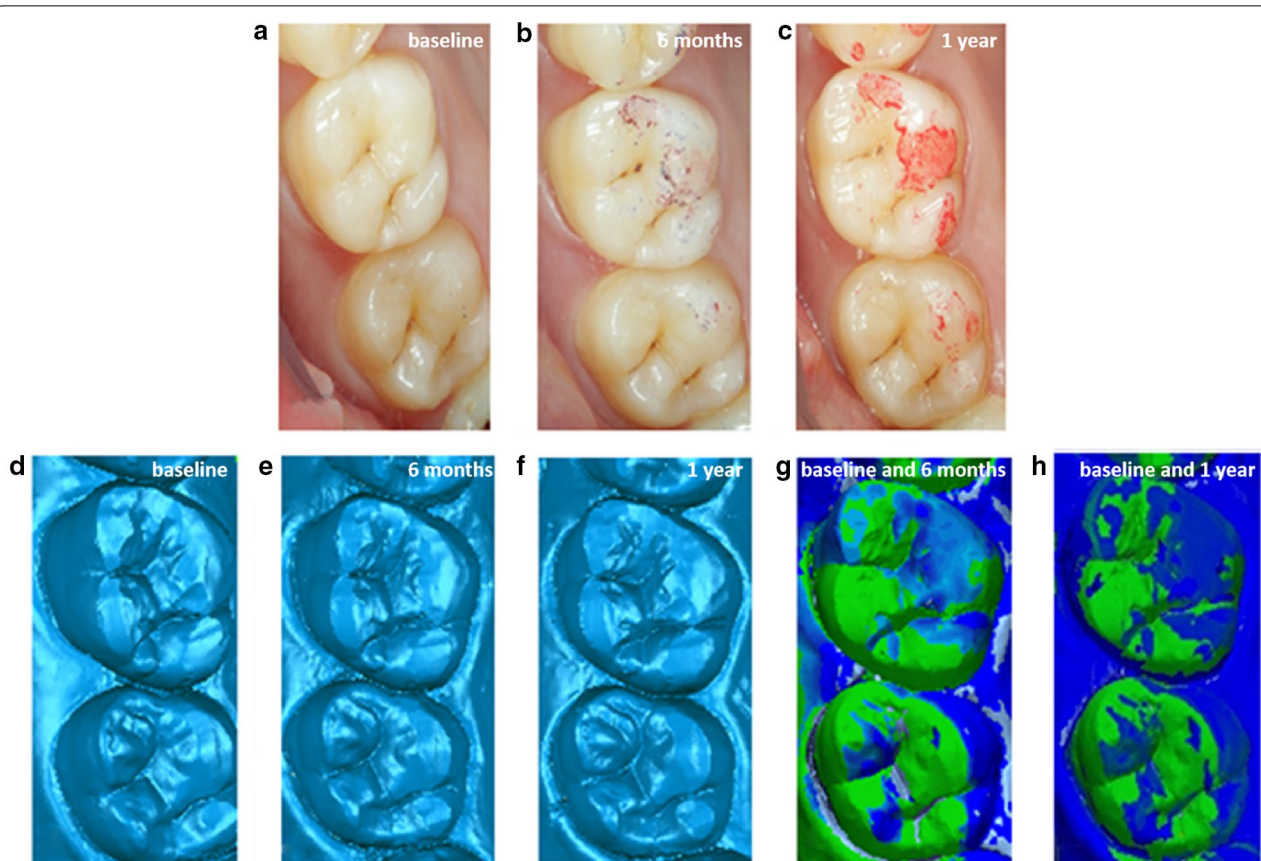 a baseline
b 6 months
c 1 year
d baseline
e 6 months
f 1 year
g baseline and 6 months
h baseline and 1 year